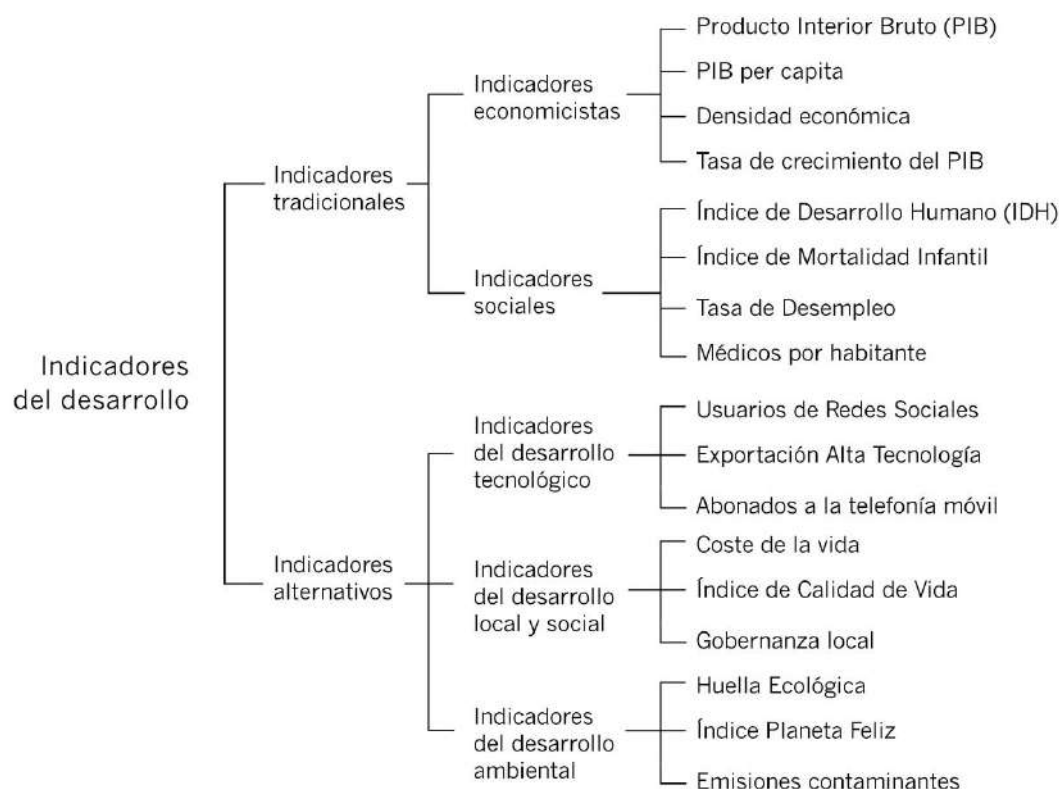 Indicadores
del desarrollo
Indicadores
tradicionales
Indicadores
economicistas
Producto Interior Bruto (PIB)
PIB per capita
Densidad económica
Tasa de crecimiento del PIB
Indicadores
sociales
Índice de Desarrollo Humano (IDH)
Índice de Mortalidad Infantil
Tasa de Desempleo
Médicos por habitante
Indicadores
alternativos
Indicadores
del desarrollo
tecnológico
Usuarios de Redes Sociales
Exportación Alta Tecnología
Abonados a la telefonía móvil
Indicadores
del desarrollo
local y social
Coste de la vida
Índice de Calidad de Vida
Gobernanza local
Indicadores
del desarrollo
ambiental
Huella Ecológica
Índice Planeta Feliz
Emisiones contaminantes